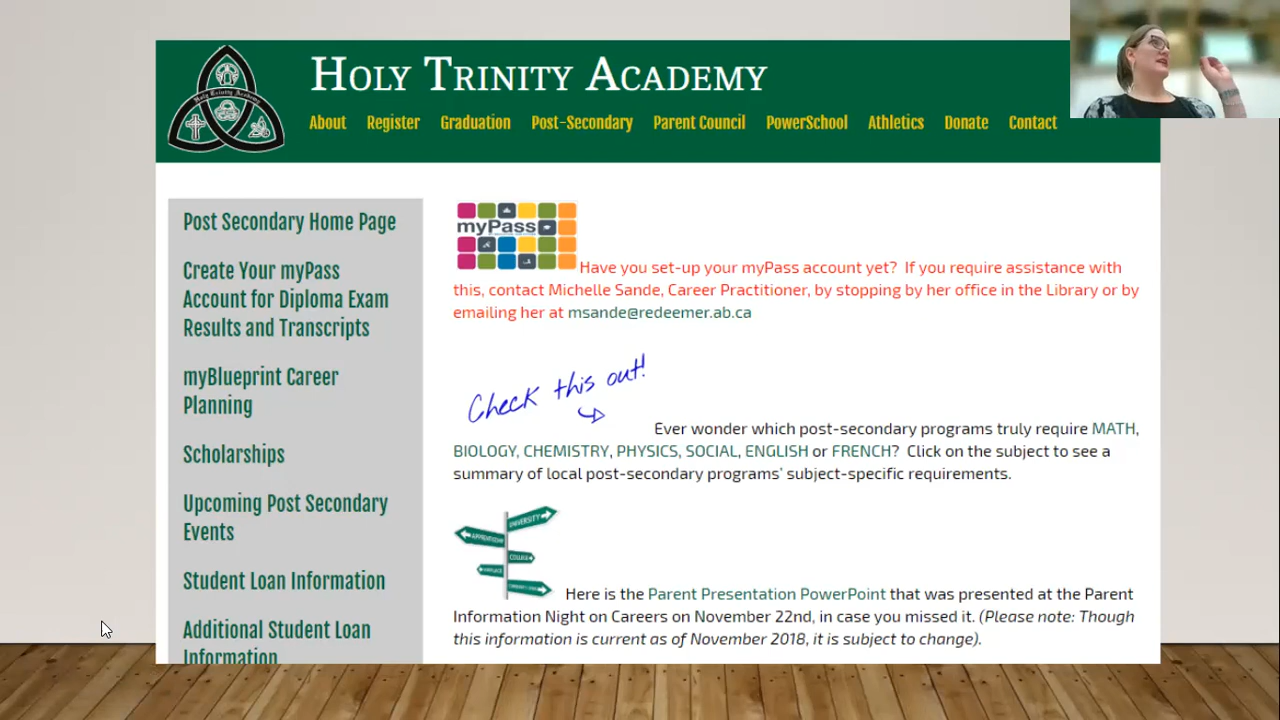 HOLY TRINITY ACADEMY
About Register Graduation Post-Secondary Parent Council PowerSchool Athletics Donate Contact
Holy Trinity Academy
Post Secondary Home Page
Create Your myPass
Account for Diploma Exam
Results and Transcripts
myBlueprint Career
Planning
Scholarships
Upcoming Post Secondary
Events
Student Loan Information
Additional Student Loan
Information
myPass
Have you set-up your myPass account yet? If you require assistance with
this, contact Michelle Sande, Career Practitioner, by stopping by her office in the Library or by
emailing her at msande@redeemer.ab.ca
Check this out!
Ever wonder which post-secondary programs truly require MATH,
BIOLOGY, CHEMISTRY, PHYSICS, SOCIAL, ENGLISH or FRENCH? Click on the subject to see a
summary of local post-secondary programs' subject-specific requirements.
UNIVERSITY
APPRENTICESHIP
COLLEGE
Here is the Parent Presentation PowerPoint that was presented at the Parent
Information Night on Careers on November 22nd, in case you missed it. (Please note: Though
this information is current as of November 2018, it is subject to change).